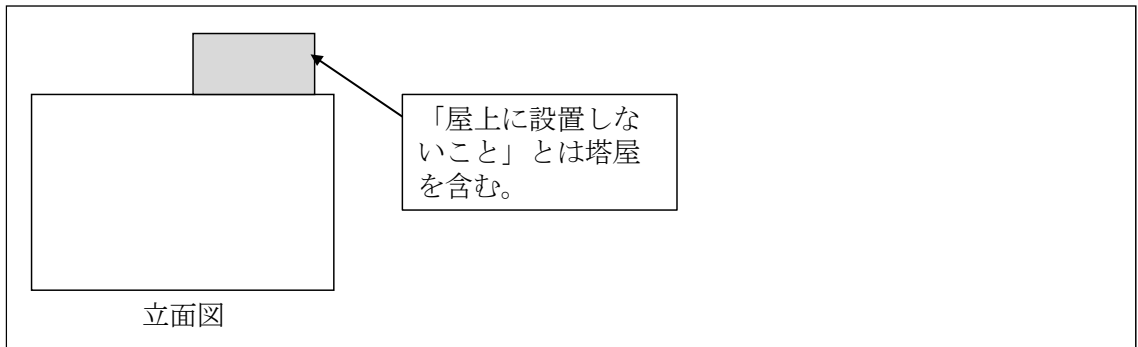 「屋上に設置しな
いこと」とは塔屋
を含む。
立面図